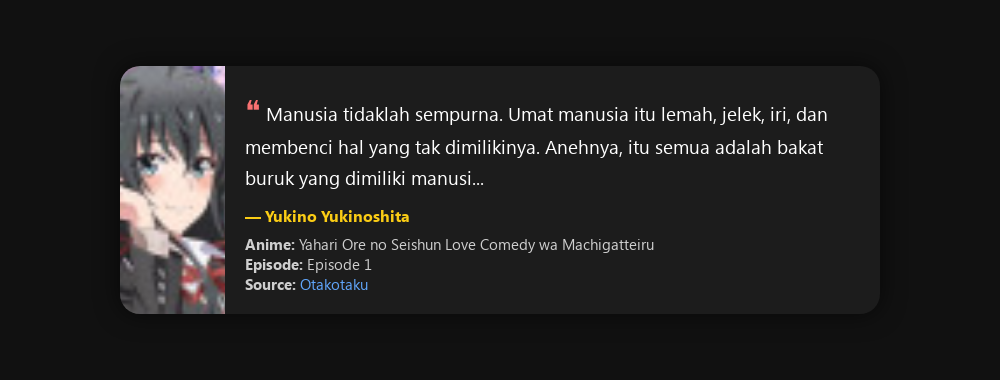 ❝ Manusia tidaklah sempurna. Umat manusia itu lemah, jelek, iri, dan
membenci hal yang tak dimilikinya. Anehnya, itu semua adalah bakat
buruk yang dimiliki manusi...
— Yukino Yukinoshita
Anime: Yahari Ore no Seishun Love Comedy wa Machigatteiru
Episode: Episode 1
Source: Otakotaku